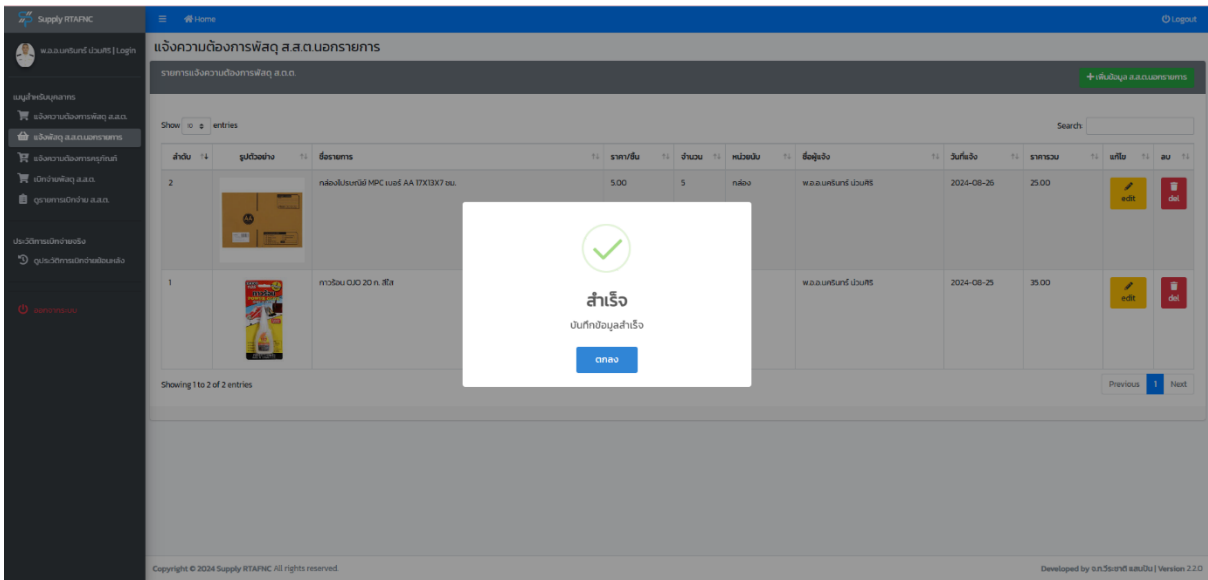 Supply RTAFNC
Home
Logout
พ.อ.อ.นครินทร์ น่วมศิริ | Login
แจ้งความต้องการพัสดุ ส.ส.ต.นอกรายการ
รายการแจ้งความต้องการพัสดุ ส.ต.ต.
เพิ่มข้อมูล ส.ส.ต.นอกรายการ
เมนูสำหรับบุคลากร
แจ้งความต้องการพัสดุ ส.ส.ต.
แจ้งพัสดุ ส.ส.ต.นอกรายการ
แจ้งความต้องการครุภัณฑ์
เบิกจ่ายพัสดุ ส.ส.ต.
ดูรายการเบิกจ่าย ส.ส.ต.
ประวัติการเบิกจ่ายจริง
ดูประวัติการเบิกจ่ายย้อนหลัง
ออกจากระบบ
Show 10 entries
Search:
ลำดับ รูปตัวอย่าง ชื่อรายการ ราคา/ชิ้น จำนวน หน่วยนับ ชื่อผู้แจ้ง วันที่แจ้ง ราคารวม แก้ไข ลบ
2 กล่องไปรษณีย์ MPC เบอร์ AA 17X13X7 ซม. 5.00 5 กล่อง พ.อ.อ.นครินทร์ น่วมศิริ 2024-08-26 25.00 edit del
1 กาวร้อน OJO 20 ก. สีใส พ.อ.อ.นครินทร์ น่วมศิริ 2024-08-25 35.00 edit del
สำเร็จ
บันทึกข้อมูลสำเร็จ
ตกลง
Showing 1 to 2 of 2 entries
Previous 1 Next
Copyright © 2024 Supply RTAFNC All rights reserved.
Developed by จ.ท.วีระชาติ แสนปัน | Version 2.2.0